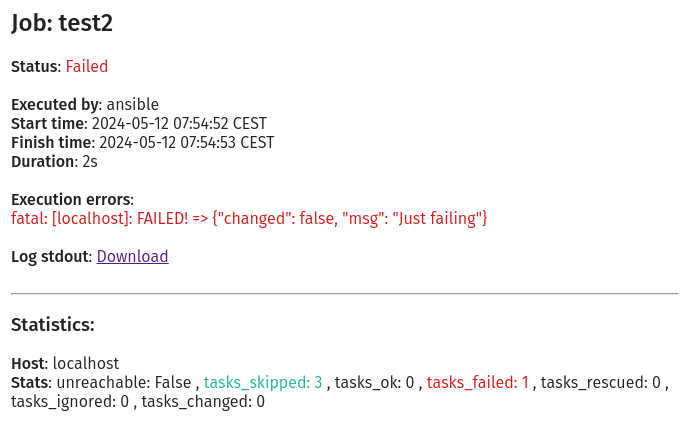 Job: test2
Status: Failed
Executed by: ansible
Start time: 2024-05-12 07:54:52 CEST
Finish time: 2024-05-12 07:54:53 CEST
Duration: 2s
Execution errors:
fatal: [localhost]: FAILED! => {"changed": false, "msg": "Just failing"}
Log stdout: Download
Statistics:
Host: localhost
Stats: unreachable: False , tasks_skipped: 3 , tasks_ok: 0 , tasks_failed: 1 , tasks_rescued: 0 ,
tasks_ignored: 0 , tasks_changed: 0